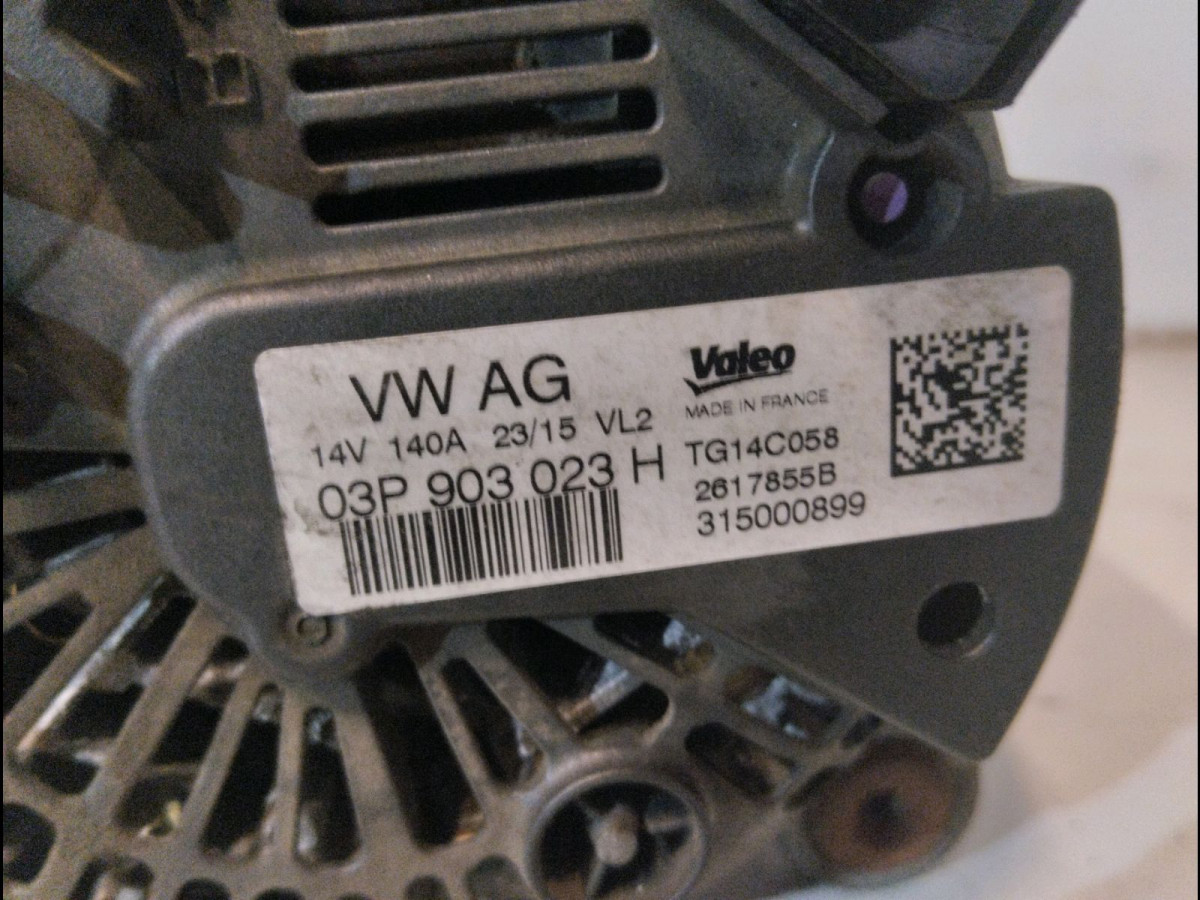 VW AG
14V 140A 23/15 VL2
03P 903 023 H
Valeo
MADE IN FRANCE
TG14C058
2617855B
315000899